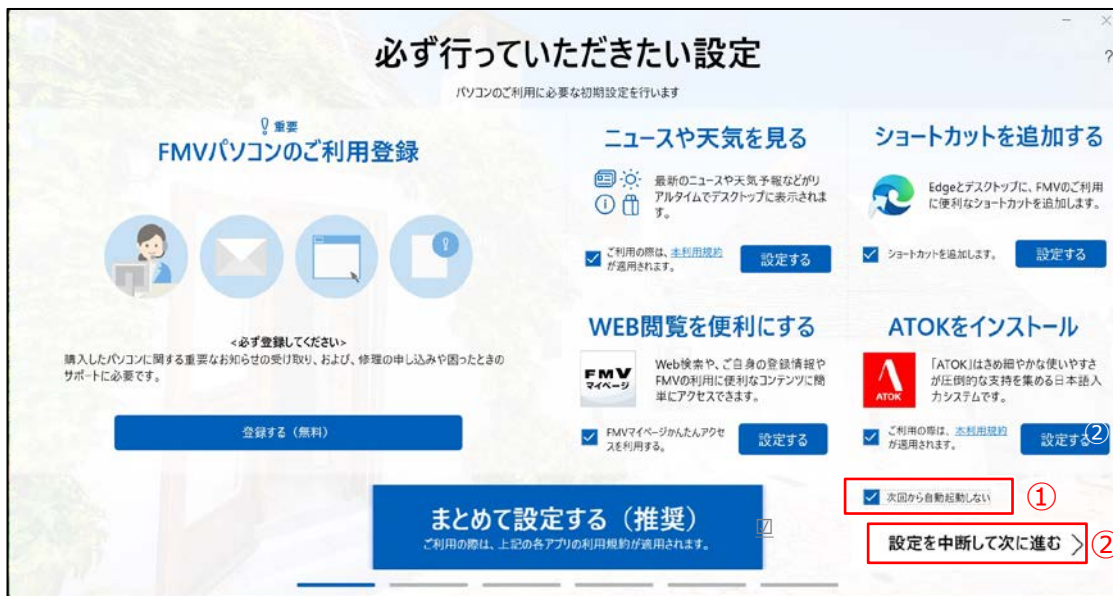 必ず行っていただきたい設定
?
パソコンのご利用に必要な初期設定を行います
重要
FMVパソコンのご利用登録
<必ず登録してください>
購入したパソコンに関する重要なお知らせの受け取り、および、修理の申し込みや困ったときの
サポートに必要です。
登録する（無料）
ニュースや天気を見る
最新のニュースや天気予報などがリ
アルタイムでデスクトップに表示されま
す。
ご利用の際は、本利用規約
が適用されます。
設定する
ショートカットを追加する
Edgeとデスクトップに、FMVのご利用
に便利なショートカットを追加します。
ショートカットを追加します。
設定する
WEB閲覧を便利にする
FMV
マイページ
Web検索や、ご自身の登録情報や
FMVの利用に便利なコンテンツに簡
単にアクセスできます。
FMVマイページかんたんアクセ
スを利用する。
設定する
ATOKをインストール
ATOK
「ATOK」はきめ細やかな使いやすさ
が圧倒的な支持を集める日本語入
力システムです。
ご利用の際は、本利用規約
が適用されます。
設定する
②
次回から自動起動しない
①
まとめて設定する（推奨）
ご利用の際は、上記の各アプリの利用規約が適用されます。
設定を中断して次に進む
②